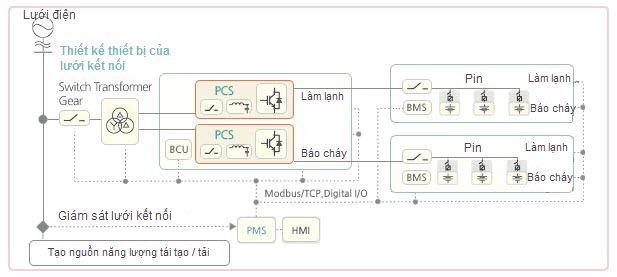 Lưới điện
Thiết kế thiết bị của
lưới kết nối
Switch Transformer
Gear
PCS
Làm lạnh
PCS
BCU
Báo cháy
Pin
Làm lạnh
BMS
Báo cháy
Pin
Làm lạnh
BMS
Báo cháy
Modbus/TCP,Digital I/O
Giám sát lưới kết nối
PMS
HMI
Tạo nguồn năng lượng tái tạo / tải